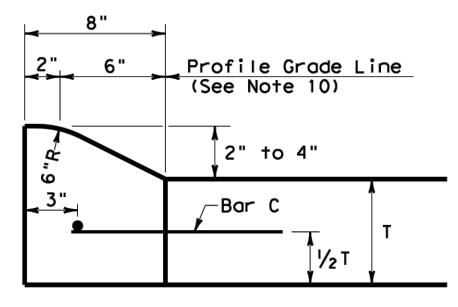 8"
2"
6"
Profile Grade Line
(See Note 10)
6"R
2" to 4"
3"
Bar C
T
½T